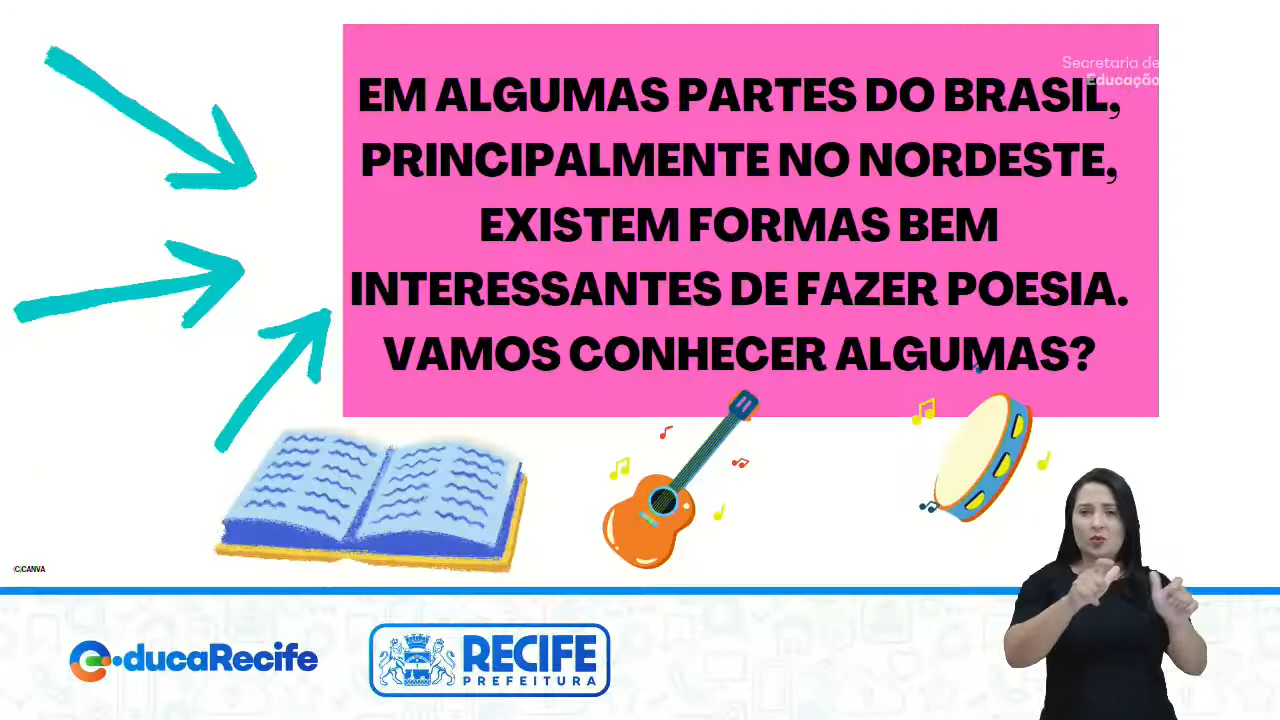 Secretaria de
Educação
EM ALGUMAS PARTES DO BRASIL,
PRINCIPALMENTE NO NORDESTE,
EXISTEM FORMAS BEM
INTERESSANTES DE FAZER POESIA.
VAMOS CONHECER ALGUMAS?
(C)CANVA
educaRecife
RECIFE
PREFEITURA